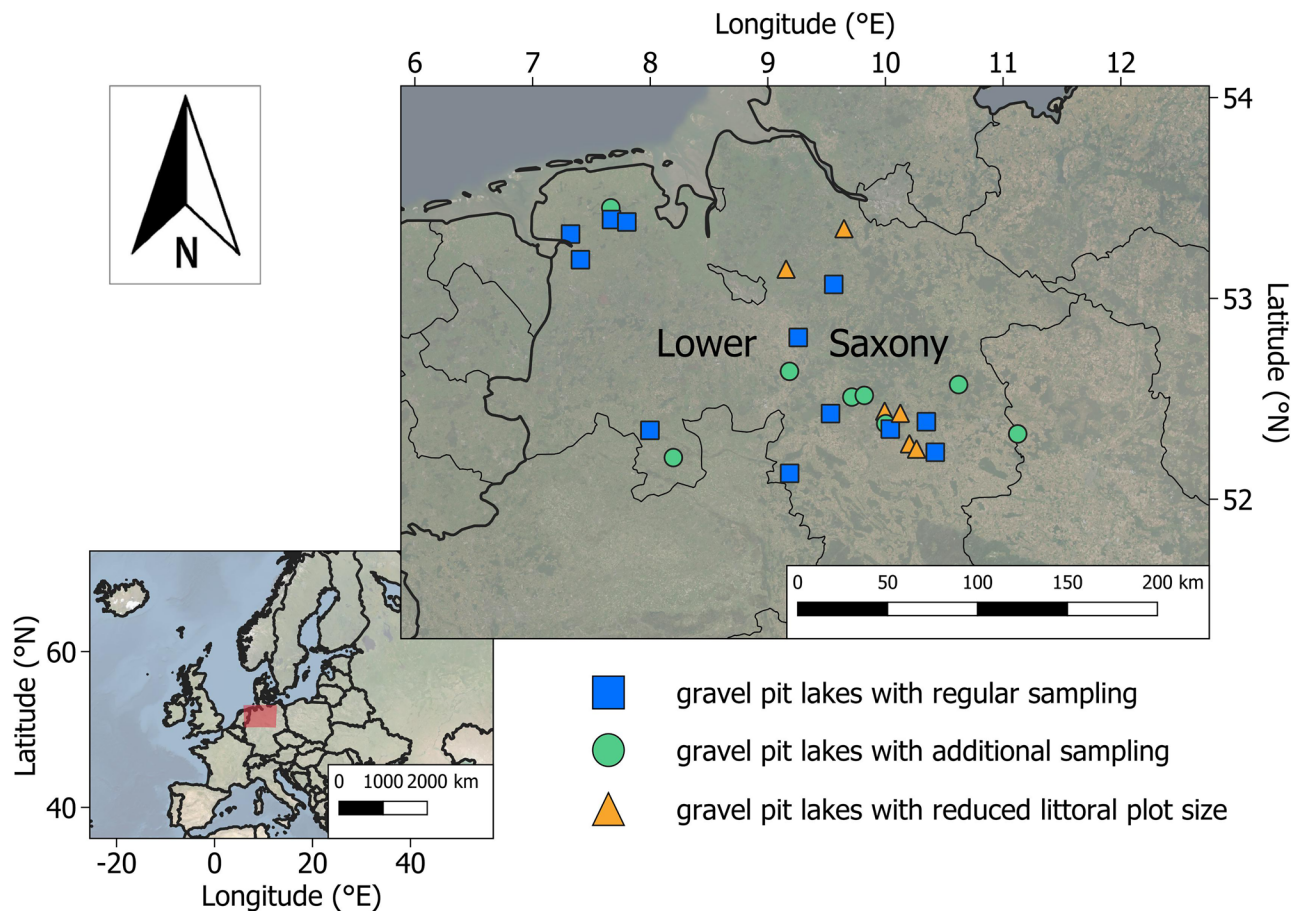 Longitude (°E)
6 7 8 9 10 11 12
54
53
52
Latitude (°N)
N
Lower Saxony
0 50 100 150 200 km
60
40
Latitude (°N)
0 1000 2000 km
-20 0 20 40
Longitude (°E)
gravel pit lakes with regular sampling
gravel pit lakes with additional sampling
gravel pit lakes with reduced littoral plot size